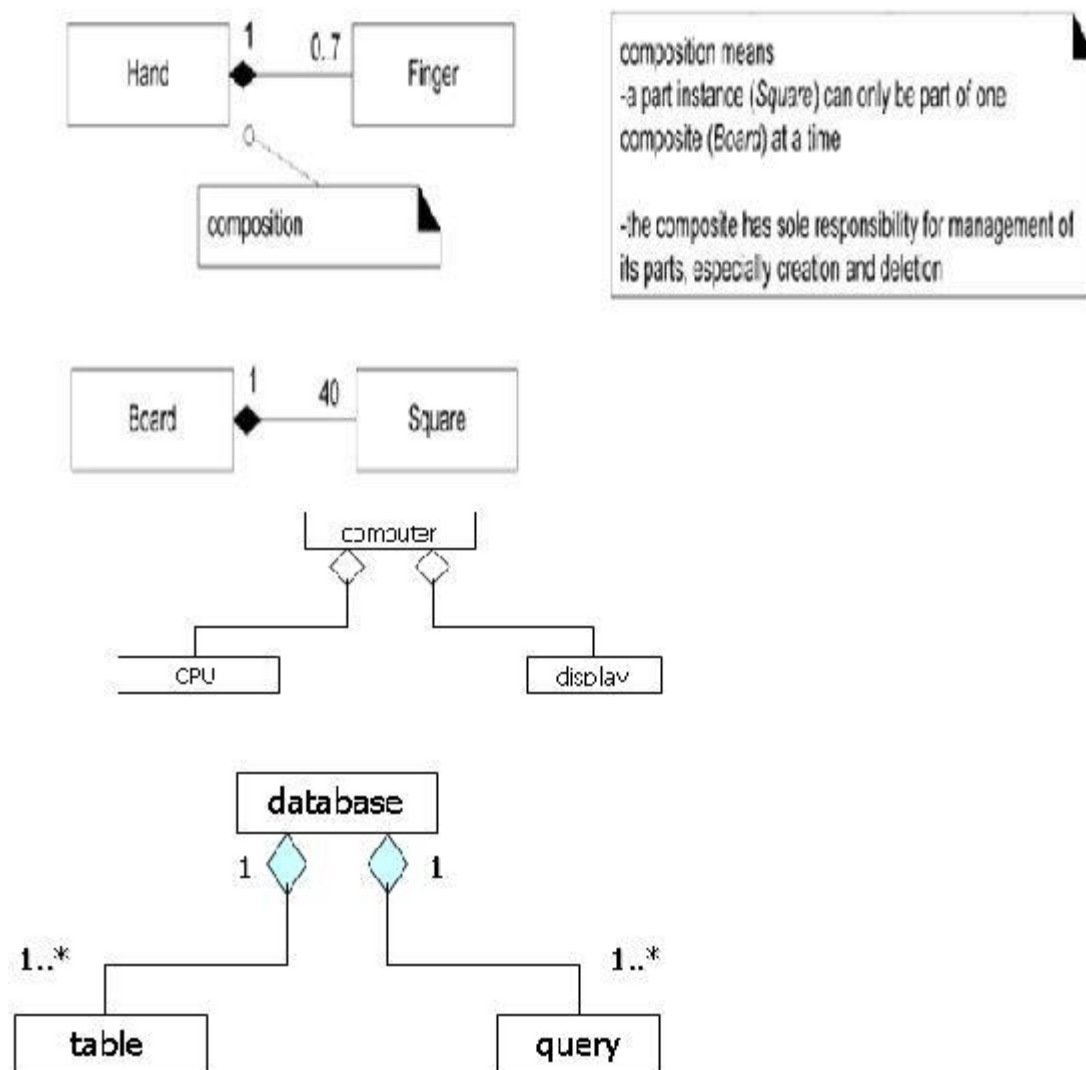 1
0..7
Hand
Finger
composition
composition means
-a part instance (Square) can only be part of one
composite (Board) at a time
-the composite has sole responsibility for management of
its parts, especially creation and deletion
1
40
Board
Square
computer
CPU
display
database
1
1
1..*
1..*
table
query